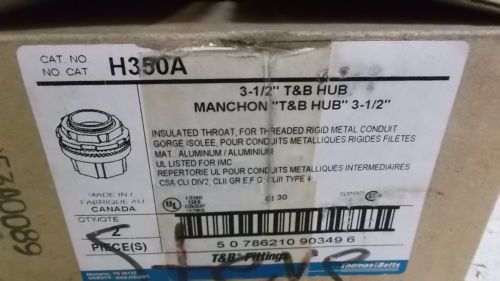 CAT. NO.
NO CAT.
H350A
3-1/2" T&B HUB
MANCHON "T&B HUB" 3-1/2"
INSULATED THROAT, FOR THREADED RIGID METAL CONDUIT
GORGE ISOLEE, POUR CONDUITS METALLIQUES RIGIDES FILETES
MAT.: ALUMINUM / ALUMINIUM
UL LISTED FOR IMC
REPERTORIE UL POUR CONDUITS METALLIQUES INTERMEDIAIRES
MADE IN /
FABRIQUE AU
CANADA
QTY/QTE
2
PIECE(S)
UL
30
5 0 786210 90349 6
T&B Fittings
Thomas&Betts